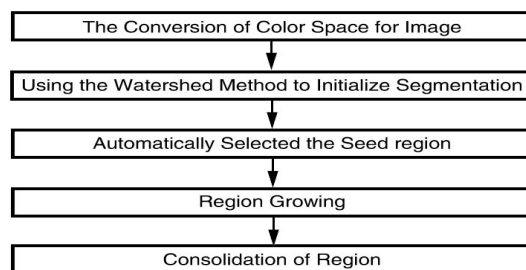 The Conversion of Color Space for Image
Using the Watershed Method to Initialize Segmentation
Automatically Selected the Seed region
Region Growing
Consolidation of Region